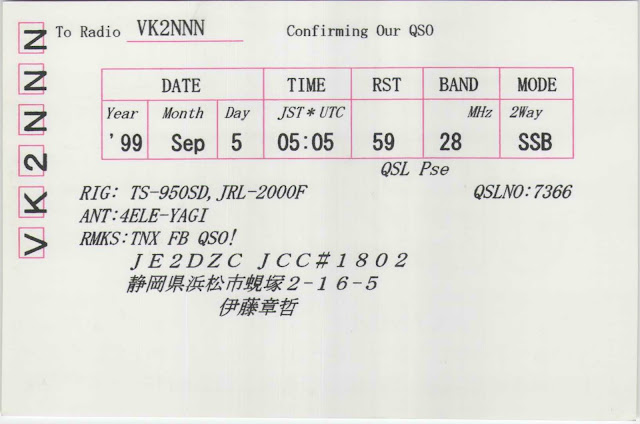 To Radio VK2NNN Confirming Our QSO
VK2NNN
DATE TIME RST BAND MODE
Year Month Day JST*UTC MHz 2Way
'99 Sep 5 05:05 59 28 SSB
QSL Pse
RIG: TS-950SD,JRL-2000F QSLNO:7366
ANT:4ELE-YAGI
RMKS:TNX FB QSO!
JE2DZC JCC#1802
静岡県浜松市蜆塚2-16-5
伊藤章哲